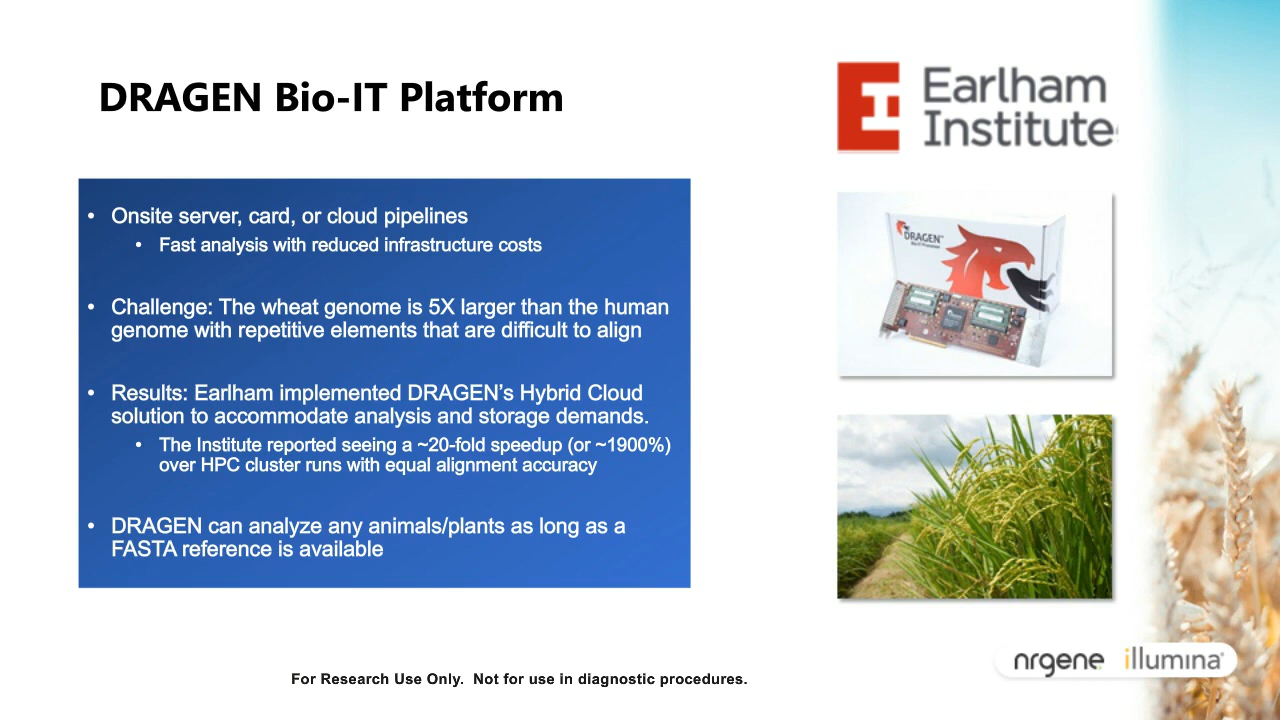 DRAGEN Bio-IT Platform
Earlham
Institute
• Onsite server, card, or cloud pipelines
• Fast analysis with reduced infrastructure costs
• Challenge: The wheat genome is 5X larger than the human
genome with repetitive elements that are difficult to align
• Results: Earlham implemented DRAGEN’s Hybrid Cloud
solution to accommodate analysis and storage demands.
• The Institute reported seeing a ~20-fold speedup (or ~1900%)
over HPC cluster runs with equal alignment accuracy
• DRAGEN can analyze any animals/plants as long as a
FASTA reference is available
DRAGEN™
Bio-IT Processor
nrgene illumina®
For Research Use Only.  Not for use in diagnostic procedures.